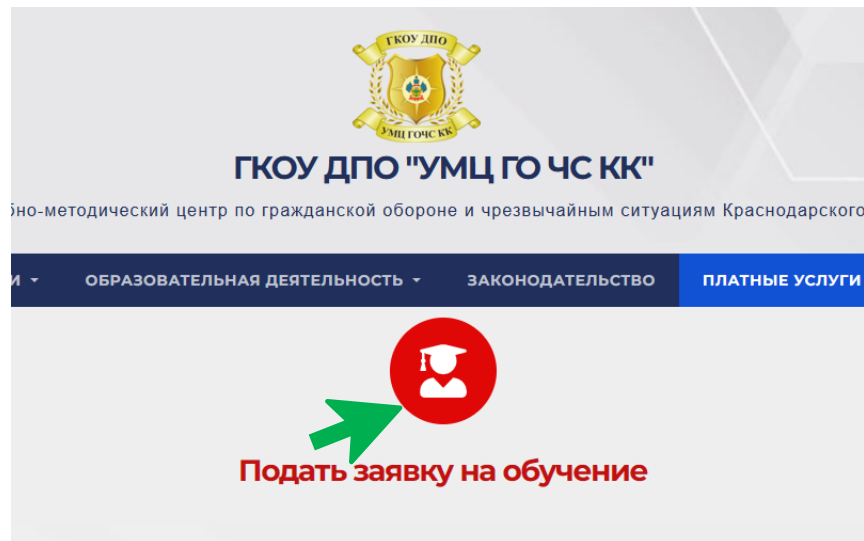 ГКОУ ДПО
УМЦ ГОЧС КК
ГКОУ ДПО "УМЦ ГО ЧС КК"
но-методический центр по гражданской обороне и чрезвычайным ситуациям Краснодарского
И ОБРАЗОВАТЕЛЬНАЯ ДЕЯТЕЛЬНОСТЬ ЗАКОНОДАТЕЛЬСТВО ПЛАТНЫЕ УСЛУГИ
Подать заявку на обучение